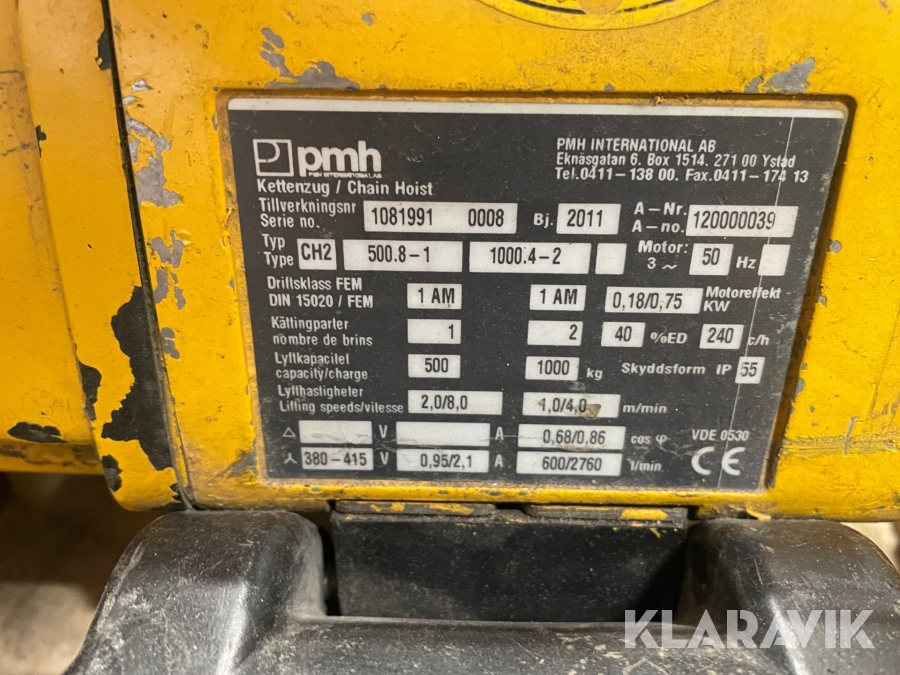 pmh
PMH INTERNATIONAL AB
PMH INTERNATIONAL AB
Eknäsgatan 6. Box 1514. 271 00 Ystad
Tel.0411-138 00. Fax.0411-174 13
Kettenzug / Chain Hoist
Tillverkningsnr
Serie no. 1081991 0008 Bj. 2011 A-Nr.
A-no. 120000039
Typ
Type CH2 500.8-1 1000.4-2 Motor:
3 ~ 50 Hz
Driftsklass FEM
DIN 15020 / FEM 1 AM 1 AM 0,18/0,75 Motoreffekt
KW
Kättingparter
nombre de brins 1 2 40 %ED 240 c/h
Lyftkapacitet
capacity/charge 500 1000 kg Skyddsform IP 55
Lyfthastigheter
Lifting speeds/vitesse 2,0/8,0 1,0/4,0 m/min
△ V A 0,68/0,86 cos φ VDE 0530
⅄ 380-415 V 0,95/2,1 A 600/2760 1/min CE
KLARAVIK